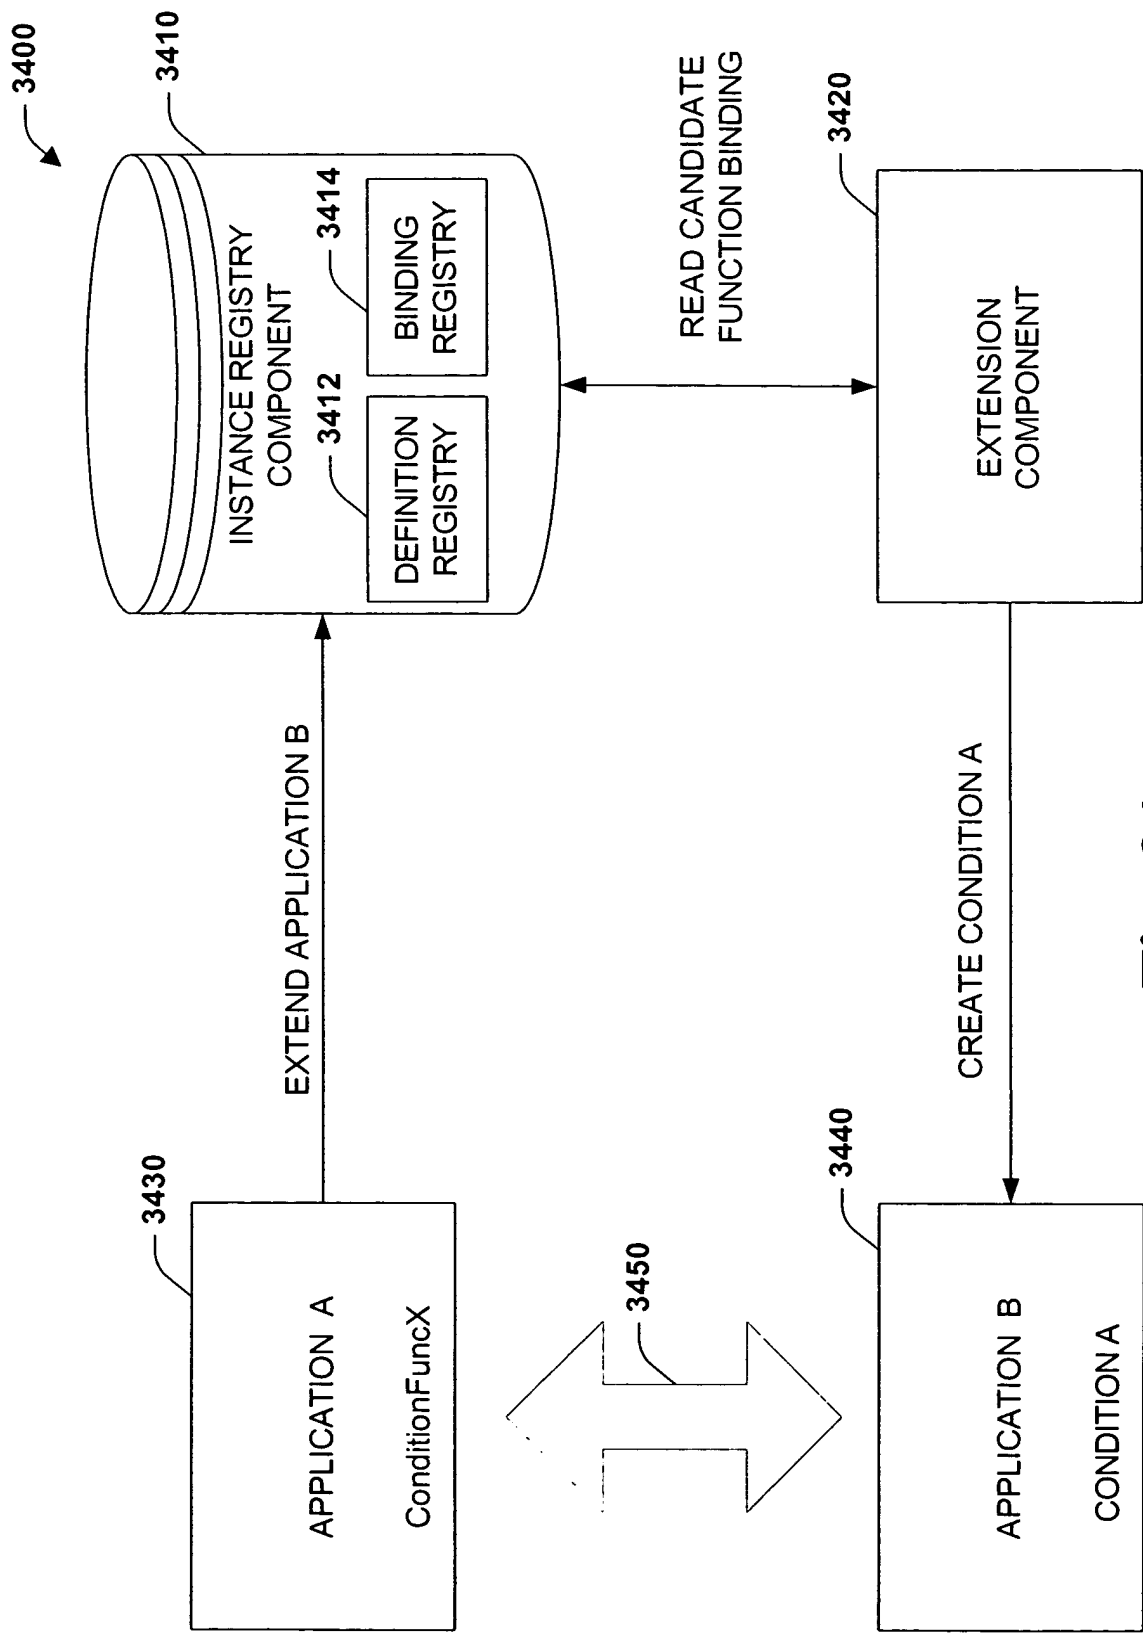 3400
3430
APPLICATION A
ConditionFuncX
EXTEND APPLICATION B
3410
INSTANCE REGISTRY
COMPONENT
3412
DEFINITION
REGISTRY
3414
BINDING
REGISTRY
3450
READ CANDIDATE
FUNCTION BINDING
3440
APPLICATION B
CONDITION A
CREATE CONDITION A
3420
EXTENSION
COMPONENT